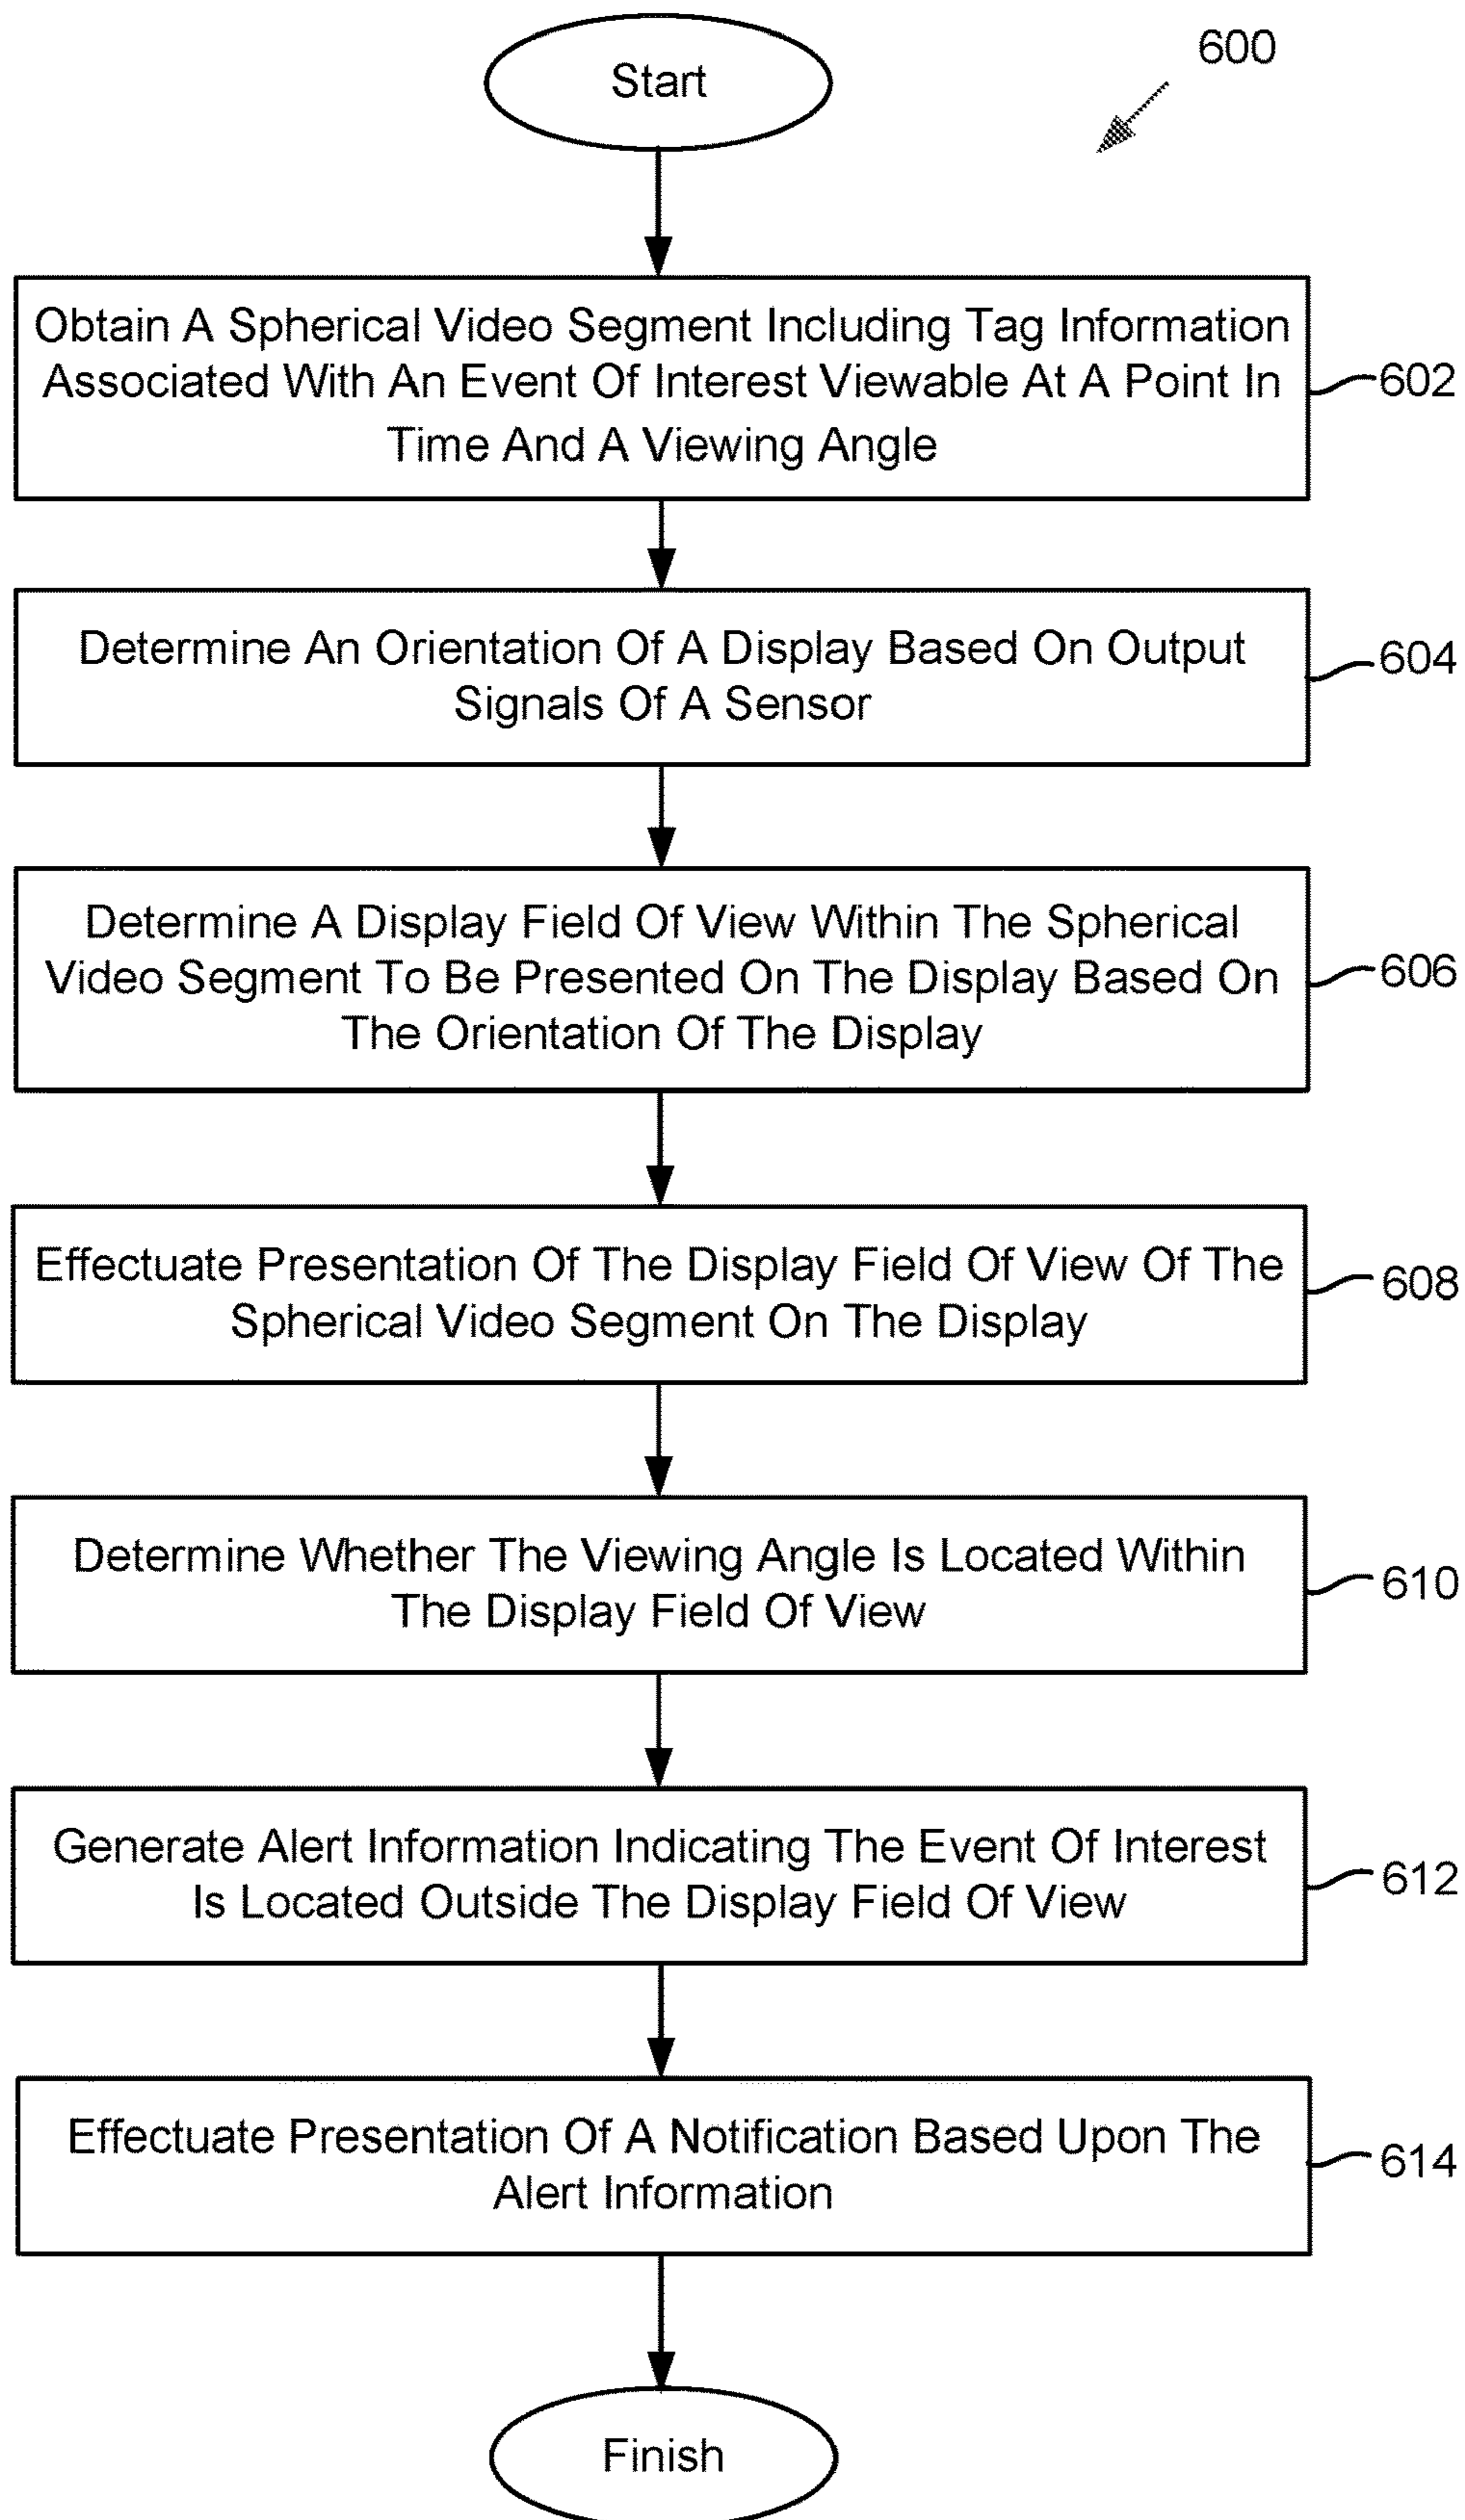 600
Start
Obtain A Spherical Video Segment Including Tag Information
Associated With An Event Of Interest Viewable At A Point In
Time And A Viewing Angle
602
Determine An Orientation Of A Display Based On Output
Signals Of A Sensor
604
Determine A Display Field Of View Within The Spherical
Video Segment To Be Presented On The Display Based On
The Orientation Of The Display
606
Effectuate Presentation Of The Display Field Of View Of The
Spherical Video Segment On The Display
608
Determine Whether The Viewing Angle Is Located Within
The Display Field Of View
610
Generate Alert Information Indicating The Event Of Interest
Is Located Outside The Display Field Of View
612
Effectuate Presentation Of A Notification Based Upon The
Alert Information
614
Finish